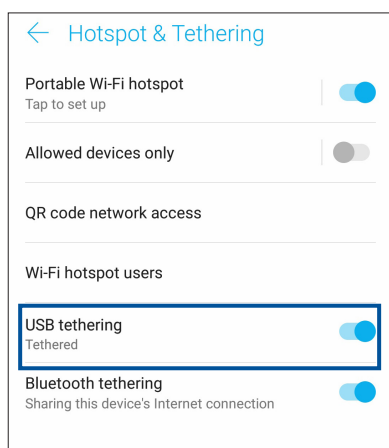 Hotspot & Tethering
Portable Wi-Fi hotspot
Tap to set up
Allowed devices only
QR code network access
Wi-Fi hotspot users
USB tethering
Tethered
Bluetooth tethering
Sharing this device's Internet connection